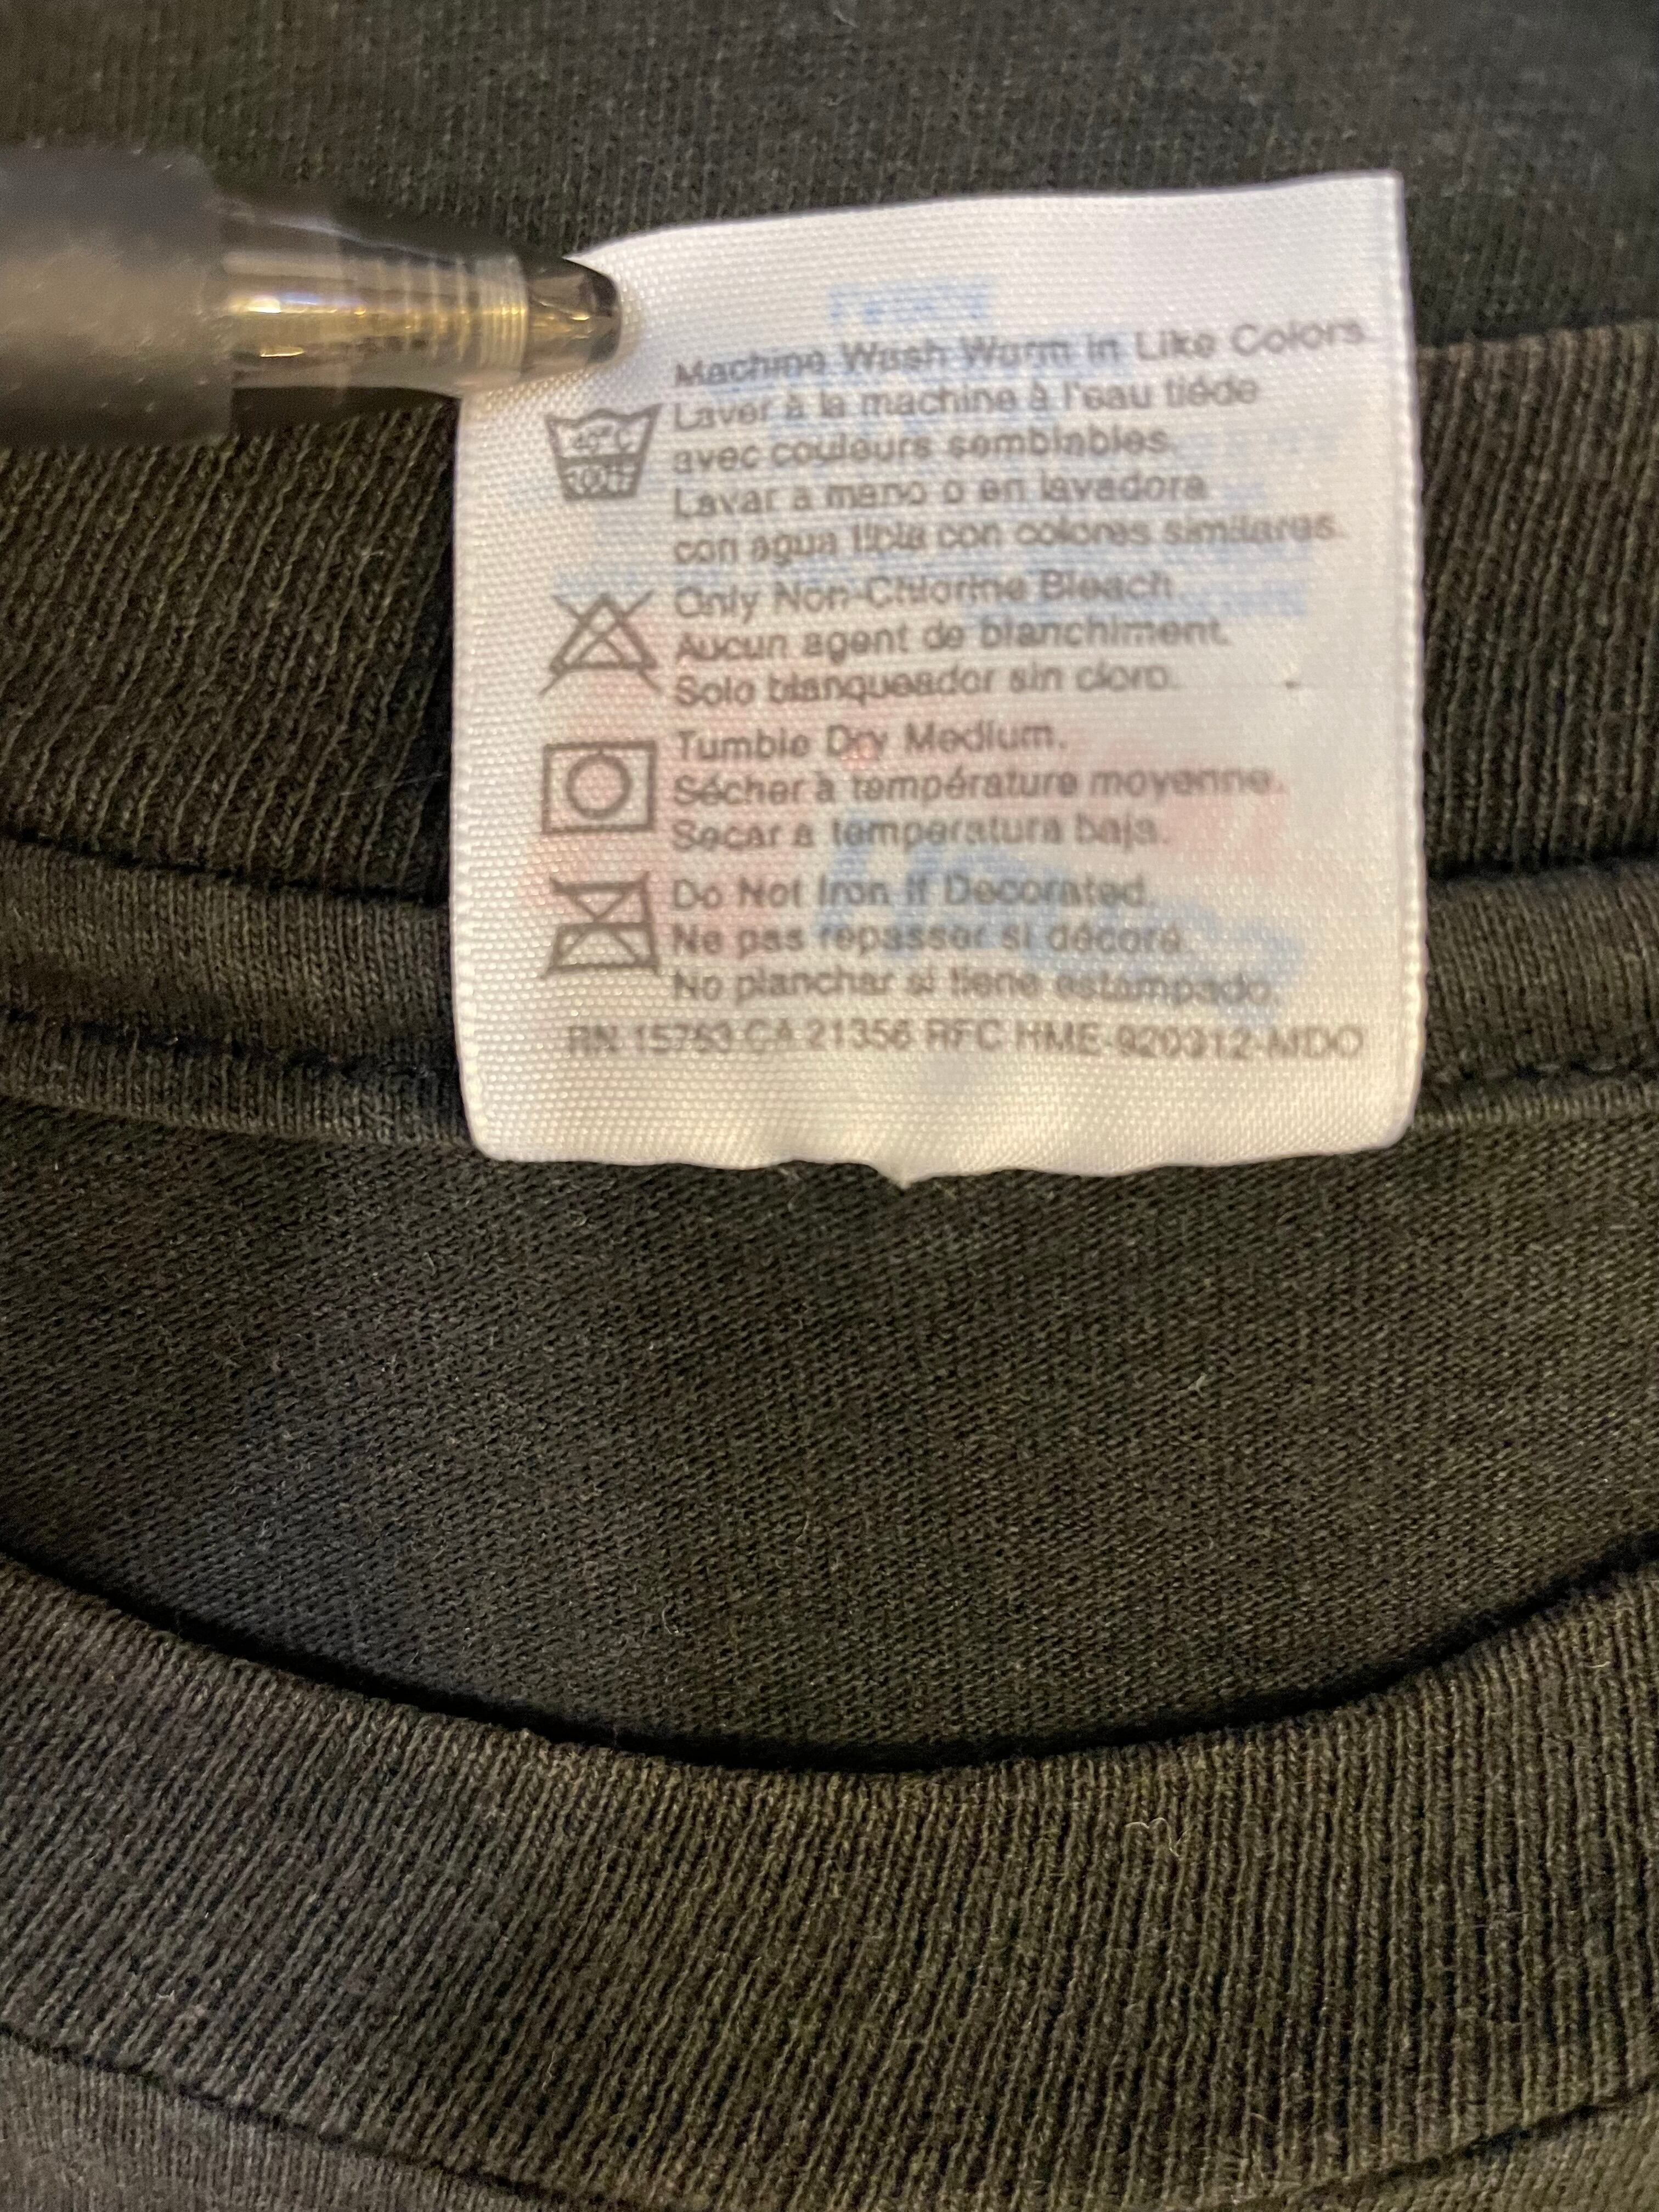 Machine Wash Warm in Like Colors
Laver à la machine à l'eau tiéde
40°C
avec couleurs semblables.
Lavar a mano o en lavadora
con agua tibia con colores similares.
Only Non-Chlorine Bleach
Aucun agent de blanchiment.
Solo blanqueador sin cloro.
Tumble Dry Medium.
Sécher à température moyenne.
Secar a temperatura baja.
Do Not Iron if Decorated.
Ne pas repasser si décoré.
No planchar si tiene estampado.
RN 15763 CA 21356 RFC HME-920312-MDO